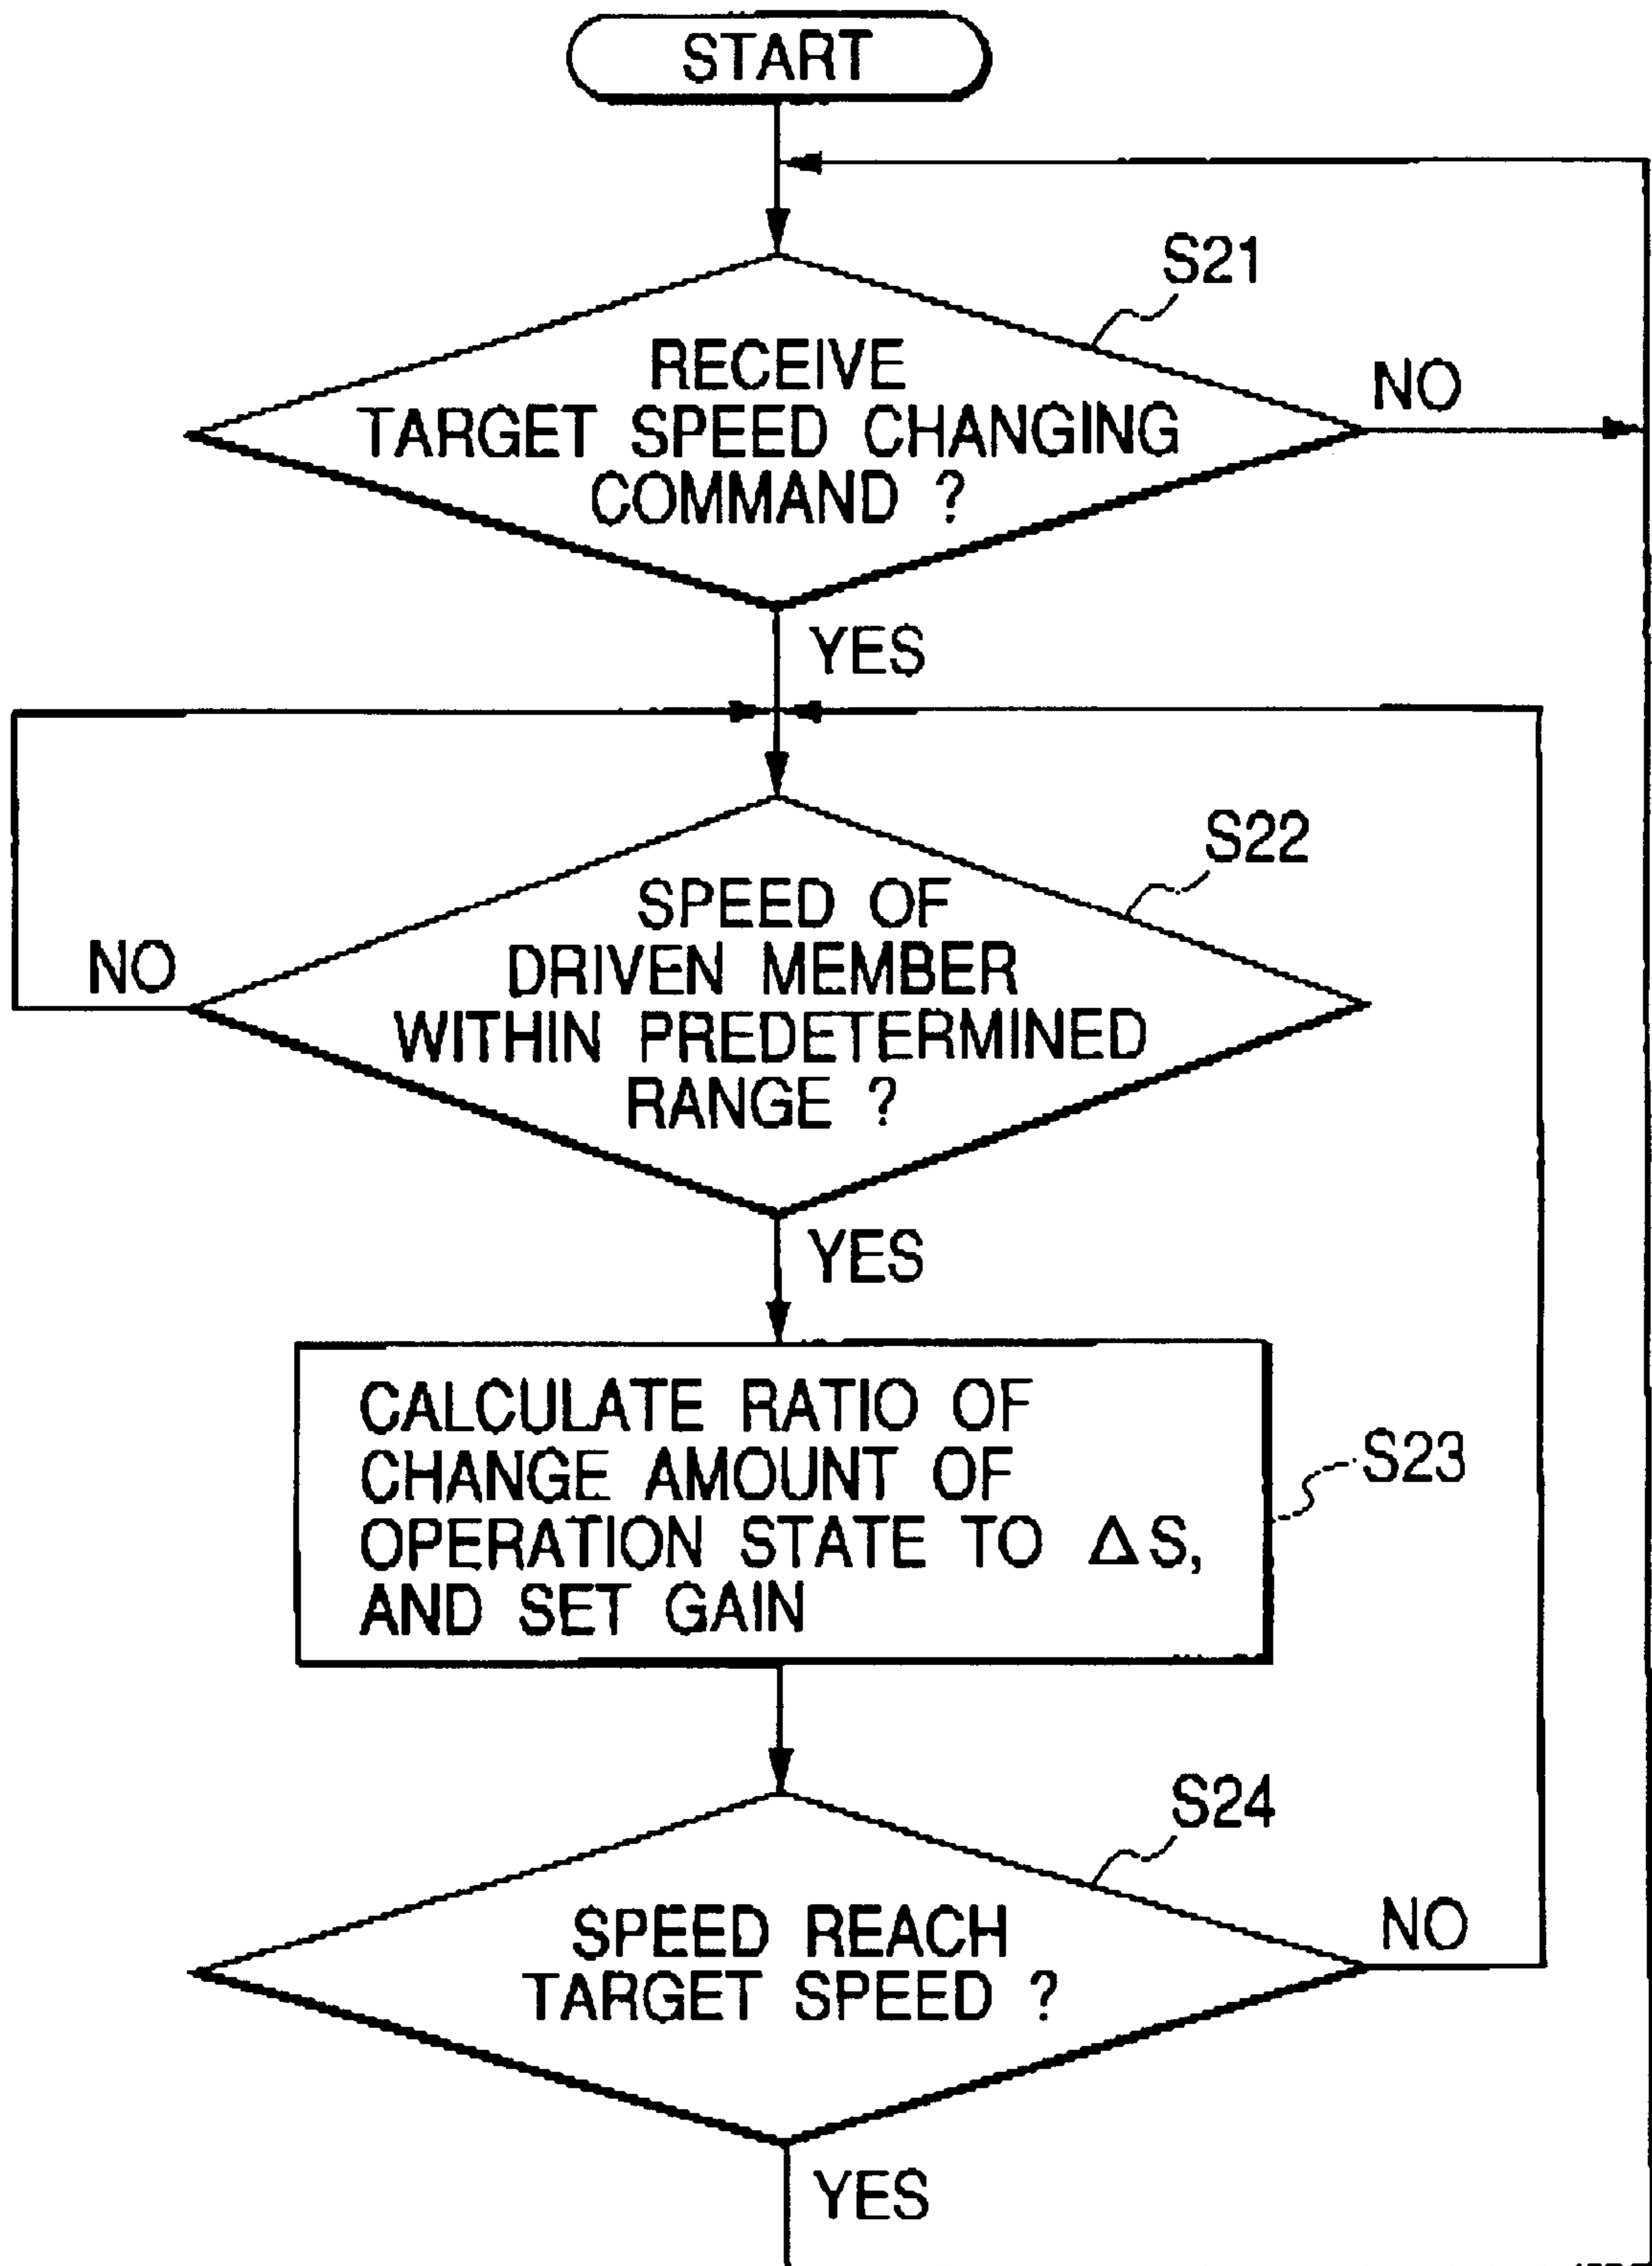 START
S21
RECEIVE
TARGET SPEED CHANGING
COMMAND ?
NO
YES
S22
SPEED OF
DRIVEN MEMBER
WITHIN PREDETERMINED
RANGE ?
NO
YES
CALCULATE RATIO OF
CHANGE AMOUNT OF
OPERATION STATE TO ΔS,
AND SET GAIN
S23
S24
SPEED REACH
TARGET SPEED ?
NO
YES